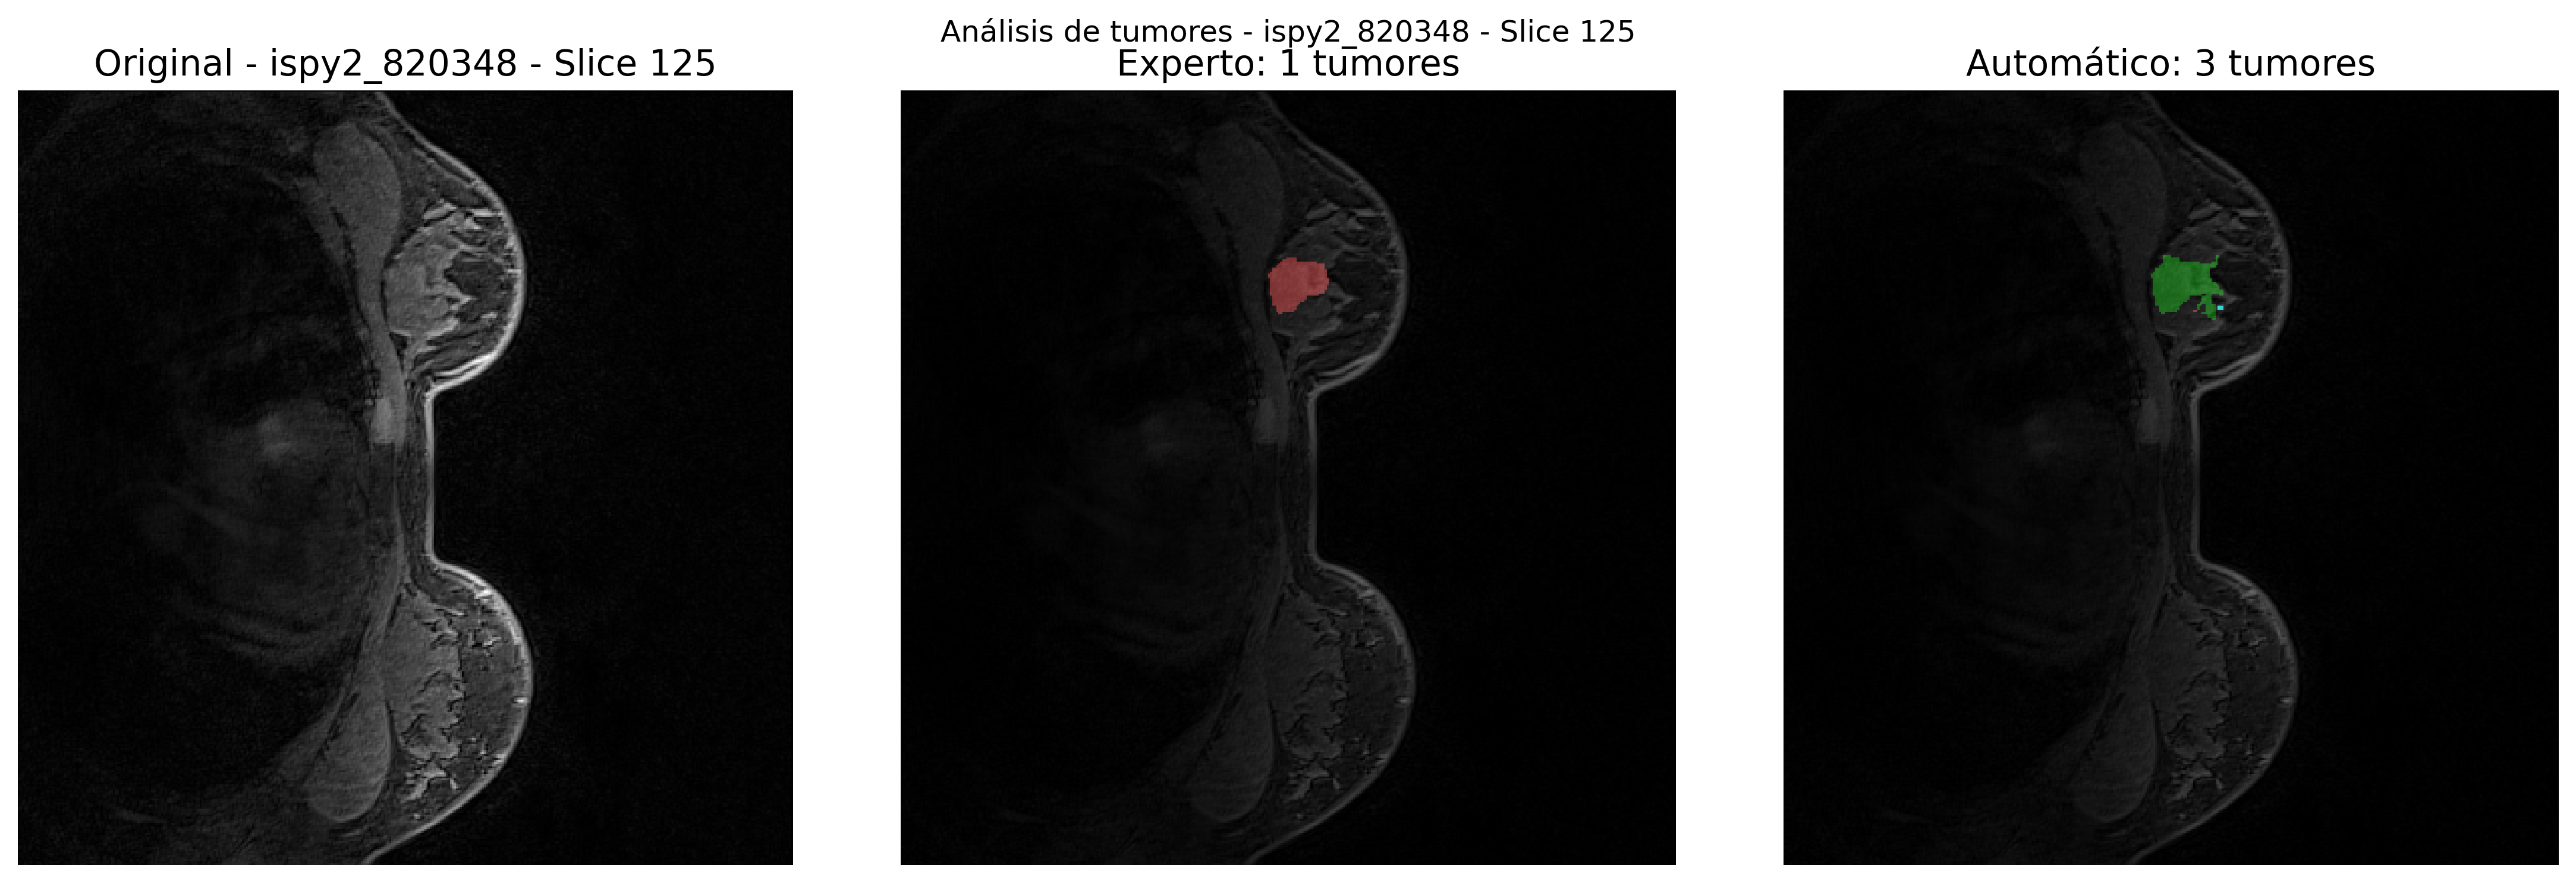 Análisis de tumores - ispy2_820348 - Slice 125
Original - ispy2_820348 - Slice 125
Experto: 1 tumores
Automático: 3 tumores